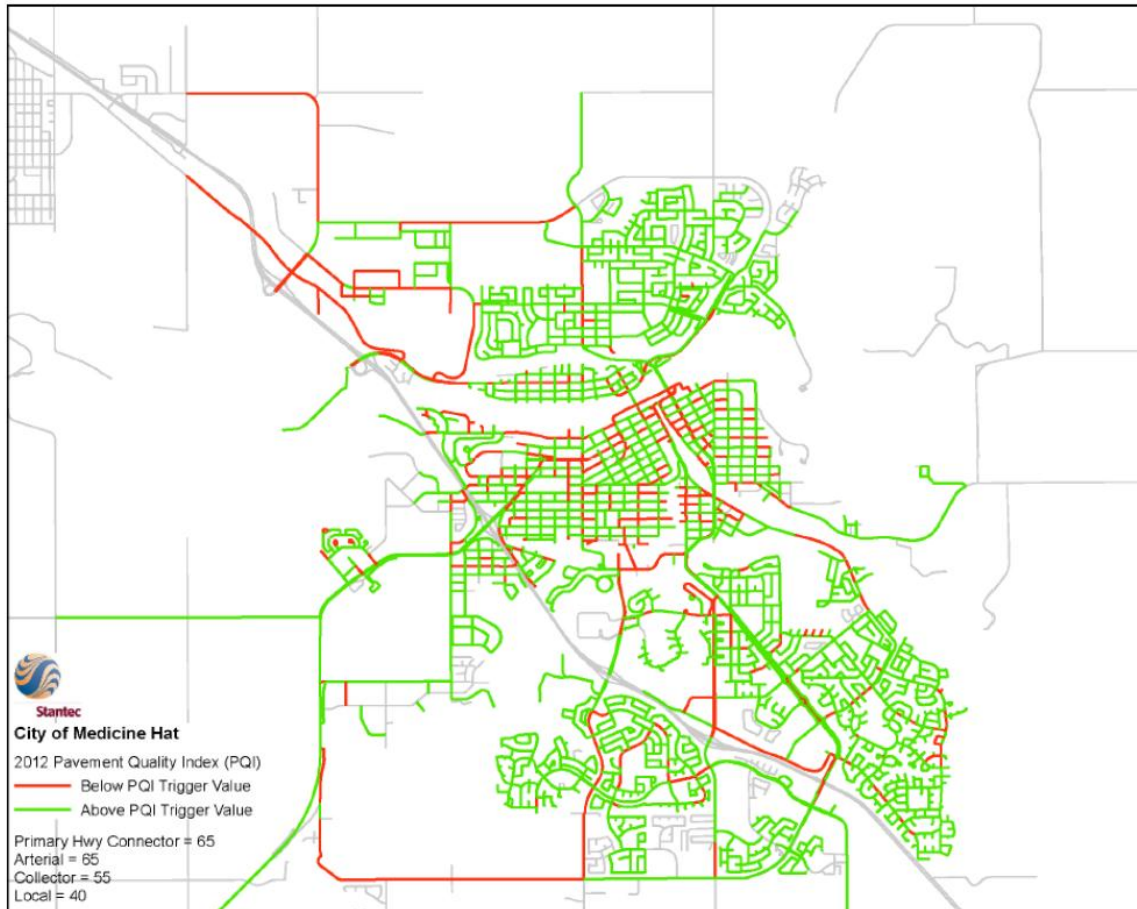 Stantec
City of Medicine Hat
2012 Pavement Quality Index (PQI)
Below PQI Trigger Value
Above PQI Trigger Value
Primary Hwy Connector = 65
Arterial = 65
Collector = 55
Local = 40